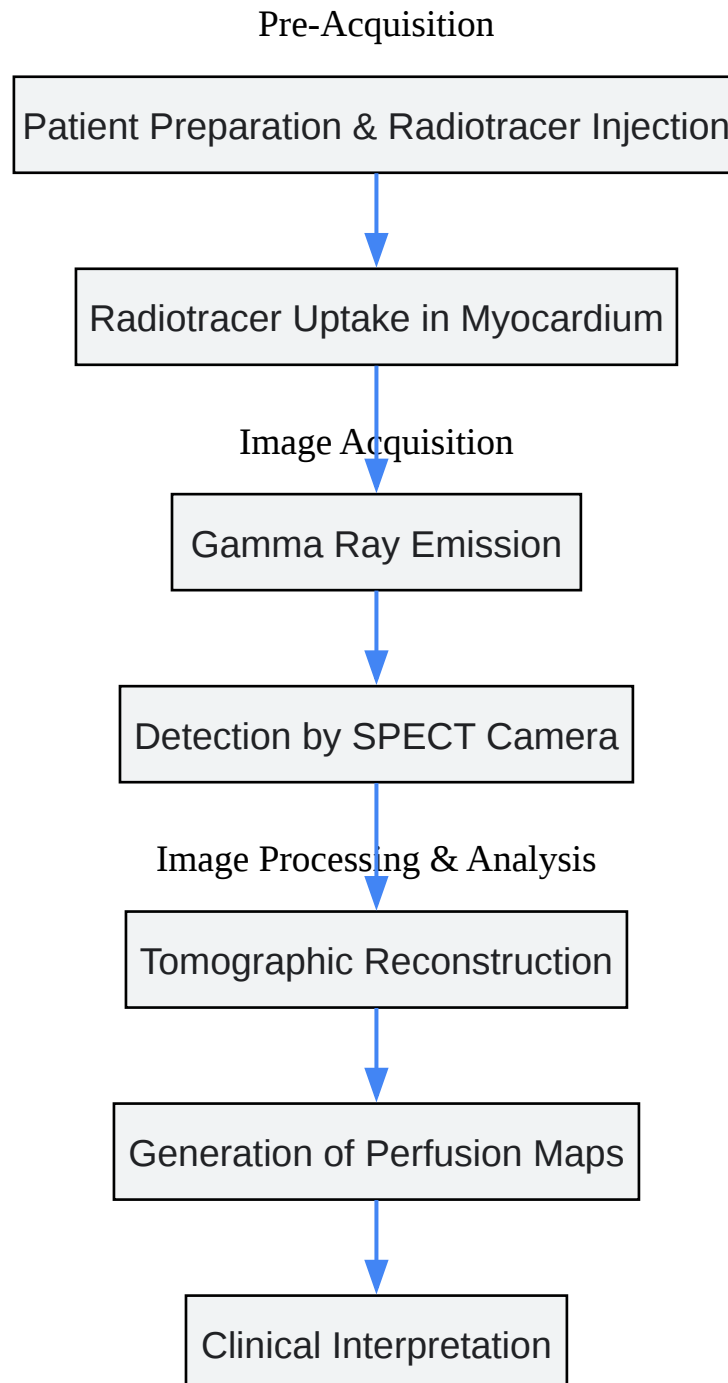 Pre-Acquisition
Patient Preparation & Radiotracer Injection
Radiotracer Uptake in Myocardium
Image Acquisition
Gamma Ray Emission
Detection by SPECT Camera
Image Processing & Analysis
Tomographic Reconstruction
Generation of Perfusion Maps
Clinical Interpretation